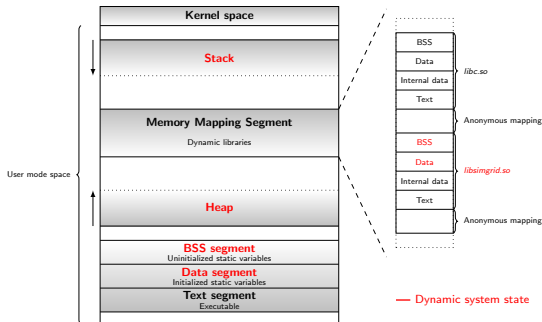 Kernel space
Stack
Memory Mapping Segment
Dynamic libraries
User mode space
Heap
BSS segment
Uninitialized static variables
Data segment
Initialized static variables
Text segment
Executable
BSS
Data
Internal data
Text
libc.so
Anonymous mapping
BSS
Data
Internal data
Text
libsimgrid.so
Anonymous mapping
Dynamic system state